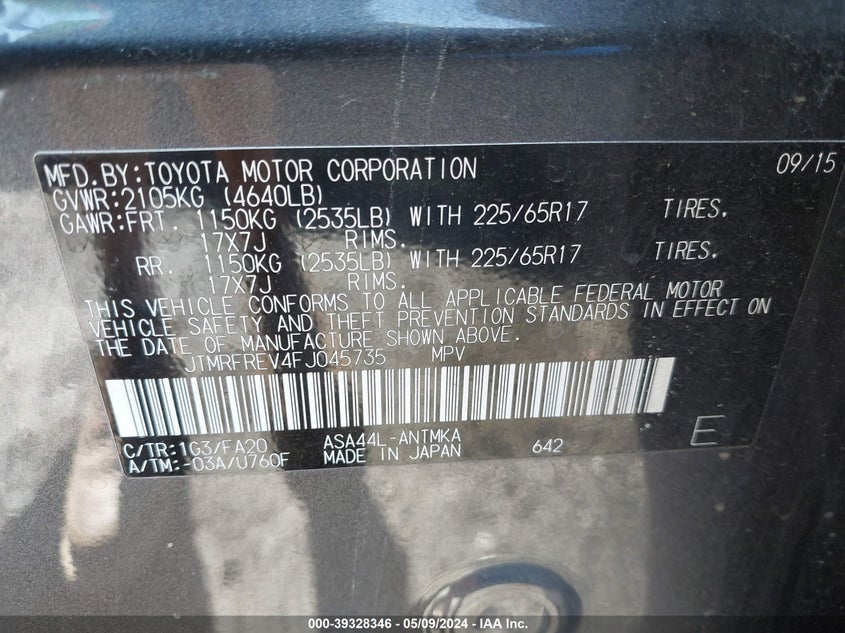 MFD.BY:TOYOTA MOTOR CORPORATION 09/15
GVWR:2105KG (4640LB)
GAWR:FRT. 1150KG (2535LB) WITH 225/65R17 TIRES.
17X7J RIMS.
RR. 1150KG (2535LB) WITH 225/65R17 TIRES.
17X7J RIMS.
THIS VEHICLE CONFORMS TO ALL APPLICABLE FEDERAL MOTOR
VEHICLE SAFETY AND THEFT PREVENTION STANDARDS IN EFFECT ON
THE DATE OF MANUFACTURE SHOWN ABOVE.
JTMRFREV4FJ045735 MPV
C/TR:1G3/FA20 ASA44L-ANTMKA
A/TM:-03A/U760F MADE IN JAPAN 642 E
000-39328346 - 05/09/2024 - IAA Inc.